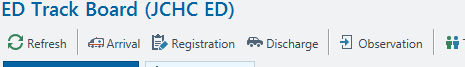 ED Track Board (JCHC ED)
Refresh Arrival Registration Discharge Observation